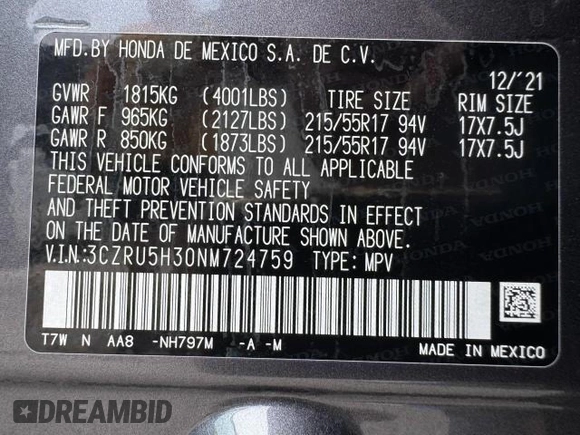 MFD.BY HONDA DE MEXICO S.A. DE C.V.
12/'21
GVWR 1815KG (4001LBS) TIRE SIZE RIM SIZE
GAWR F 965KG (2127LBS) 215/55R17 94V 17X7.5J
GAWR R 850KG (1873LBS) 215/55R17 94V 17X7.5J
THIS VEHICLE CONFORMS TO ALL APPLICABLE
FEDERAL MOTOR VEHICLE SAFETY
AND THEFT PREVENTION STANDARDS IN EFFECT
ON THE DATE OF MANUFACTURE SHOWN ABOVE.
V.I.N:3CZRU5H30NM724759 TYPE: MPV
T7W N AA8 -NH797M -A -M
MADE IN MEXICO
DREAMBID